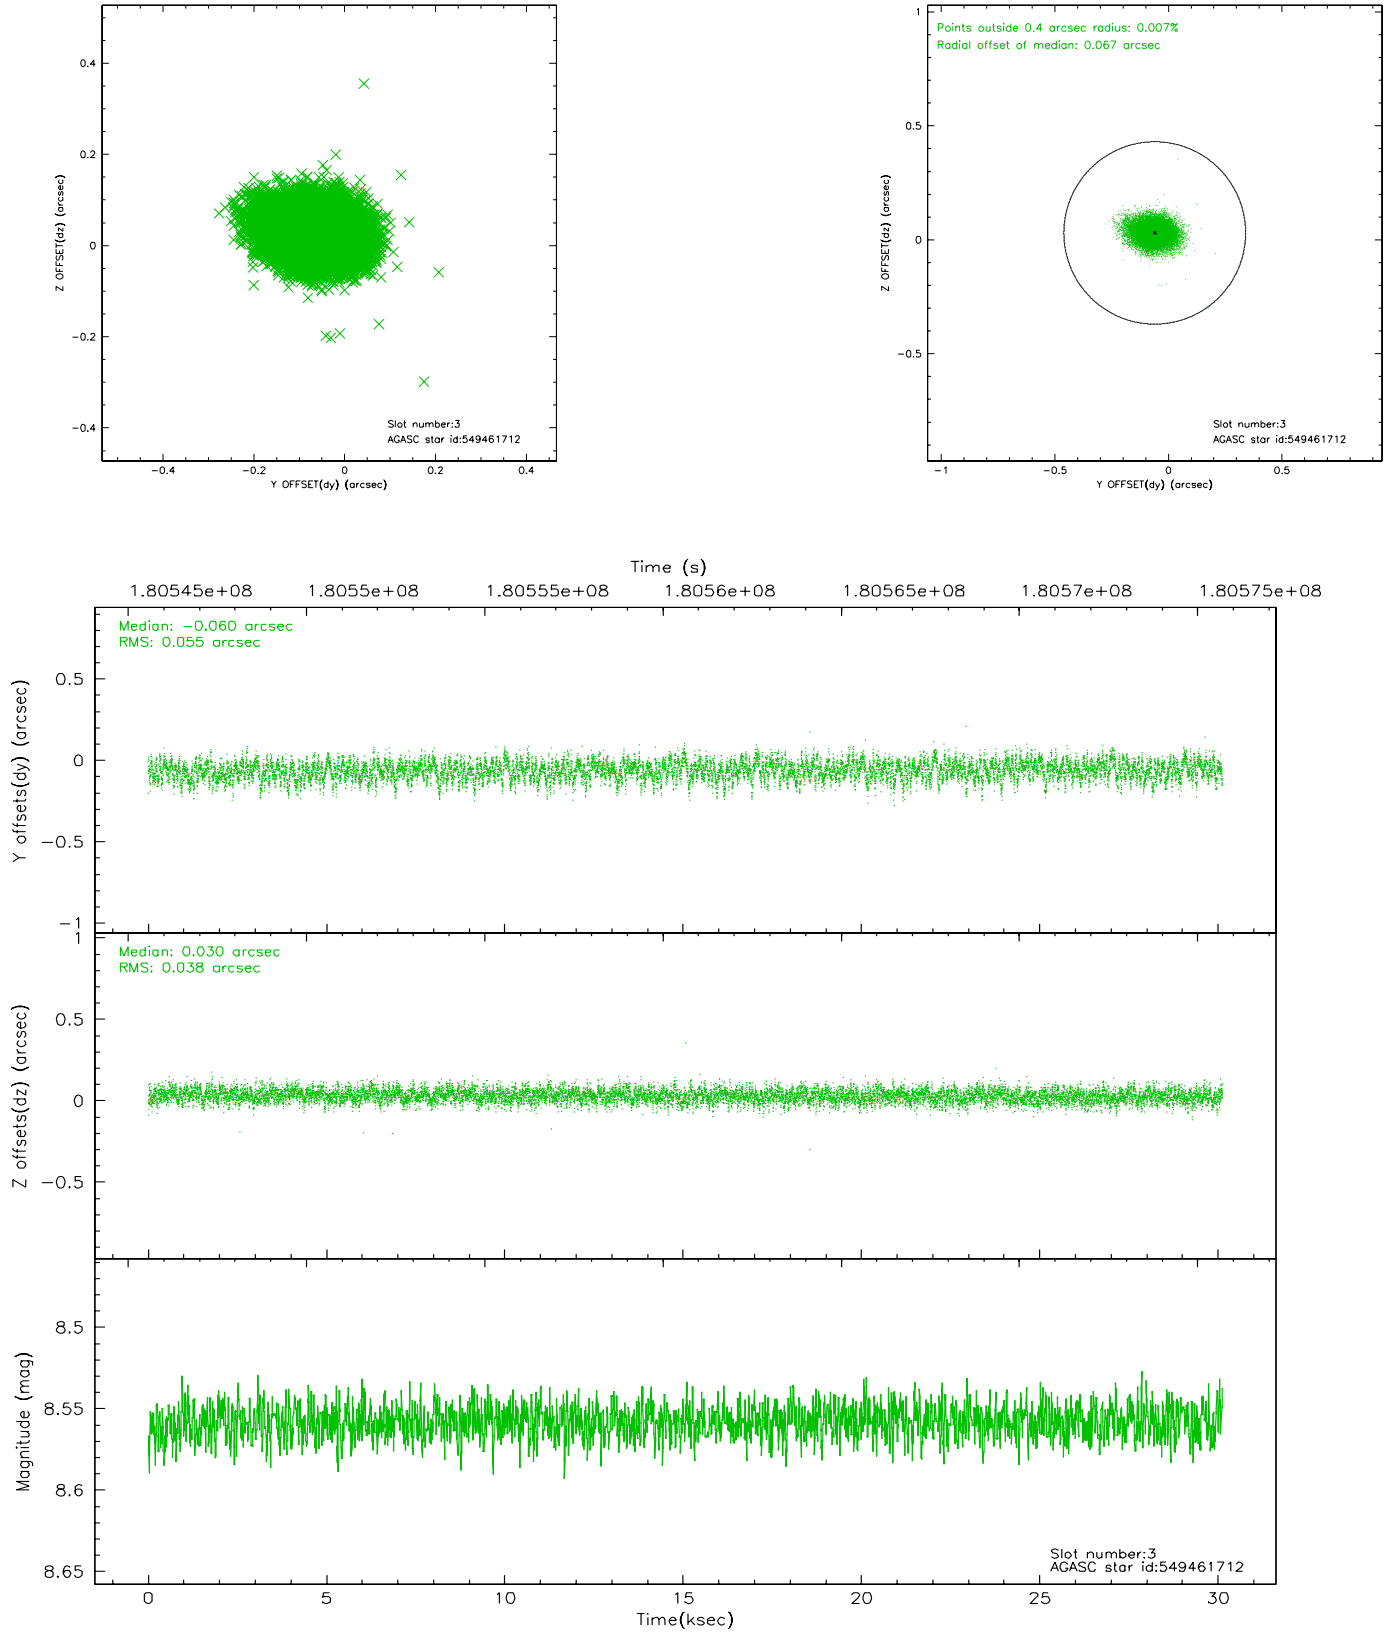 0.4
0.2
0
−0.2
−0.4
Z OFFSET(dz) (arcsec)
Slot number:3
AGASC star id:549461712
−0.4 −0.2 0 0.2 0.4
Y OFFSET(dy) (arcsec)
Points outside 0.4 arcsec radius: 0.007%
Radial offset of median: 0.067 arcsec
1
0.5
0
−0.5
Z OFFSET(dz) (arcsec)
Slot number:3
AGASC star id:549461712
−1 −0.5 0 0.5
Y OFFSET(dy) (arcsec)
Time (s)
1.80545e+08 1.8055e+08 1.80555e+08 1.8056e+08 1.80565e+08 1.8057e+08 1.80575e+08
Median: −0.060 arcsec
RMS: 0.055 arcsec
0.5
0
−0.5
−1
Y offsets(dy) (arcsec)
Median: 0.030 arcsec
RMS: 0.038 arcsec
1
0.5
0
−0.5
Z offsets(dz) (arcsec)
8.5
8.55
8.6
8.65
Magnitude (mag)
Slot number:3
AGASC star id:549461712
0 5 10 15 20 25 30
Time(ksec)